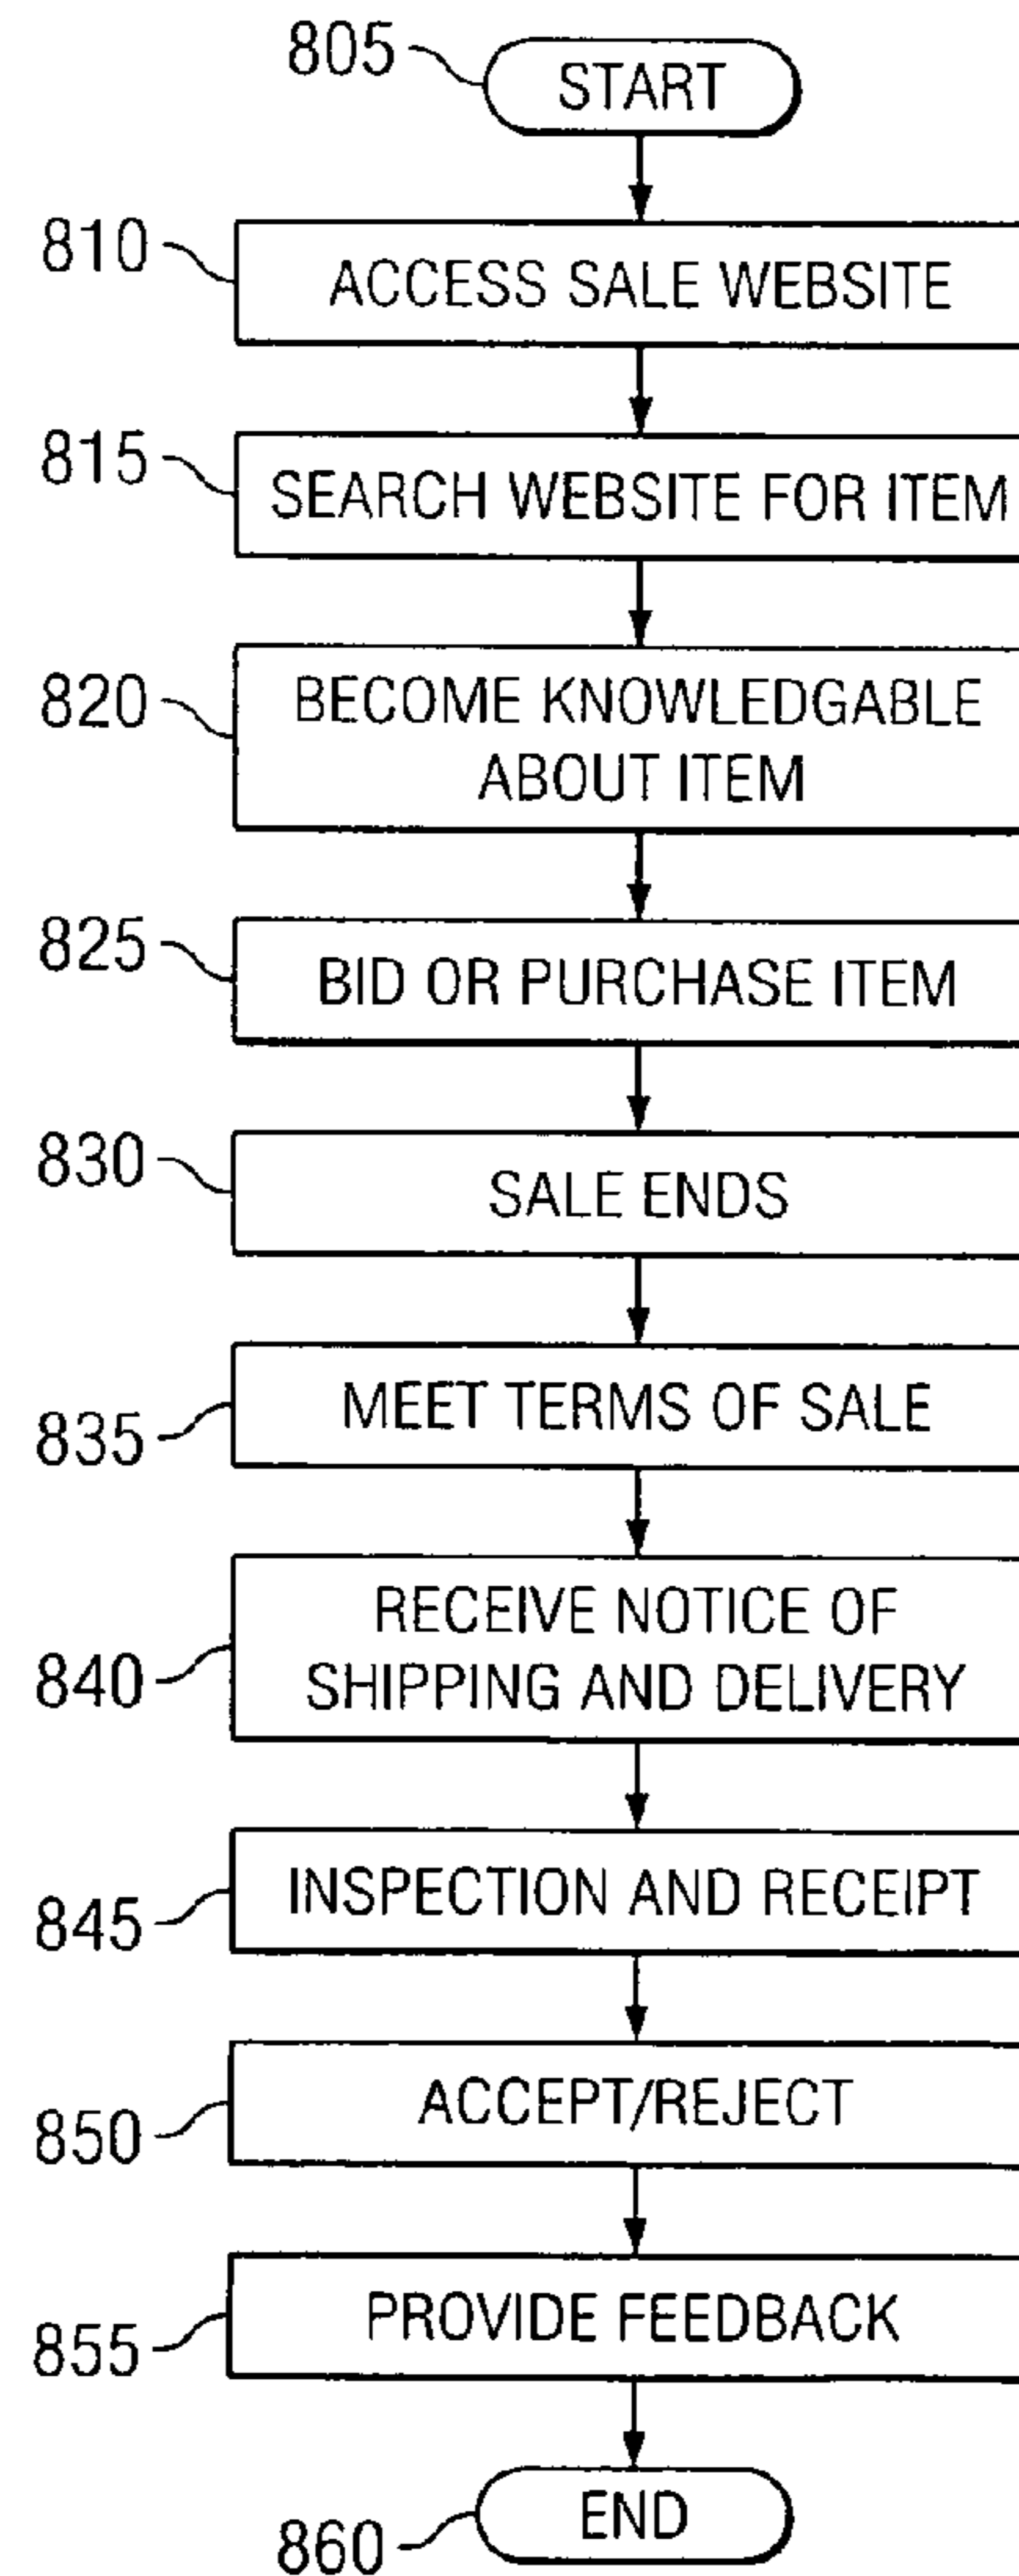 805
START
810
ACCESS SALE WEBSITE
815
SEARCH WEBSITE FOR ITEM
820
BECOME KNOWLEDGABLE
ABOUT ITEM
825
BID OR PURCHASE ITEM
830
SALE ENDS
835
MEET TERMS OF SALE
840
RECEIVE NOTICE OF
SHIPPING AND DELIVERY
845
INSPECTION AND RECEIPT
850
ACCEPT/REJECT
855
PROVIDE FEEDBACK
860
END